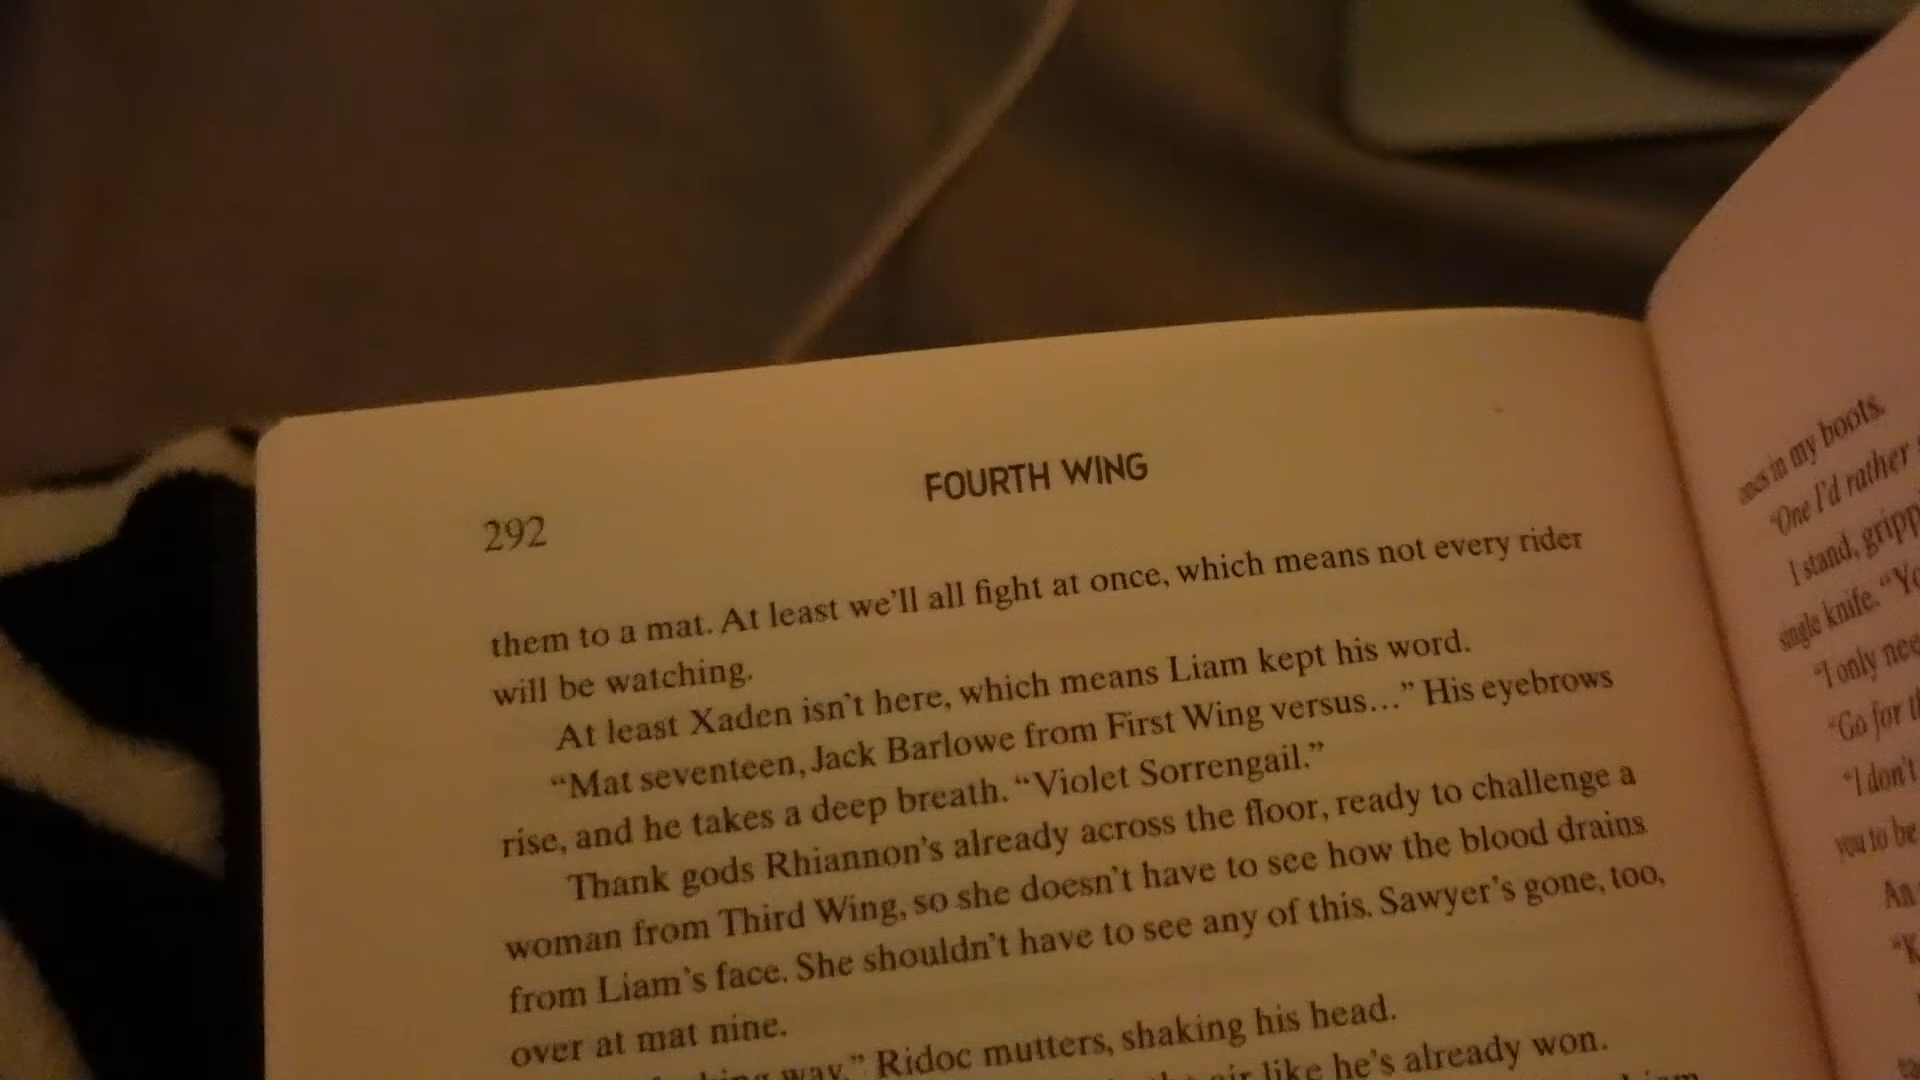 FOURTH WING
292
them to a mat. At least we'll all fight at once, which means not every rider
will be watching.
At least Xaden isn't here, which means Liam kept his word.
“Mat seventeen, Jack Barlowe from First Wing versus…” His eyebrows
rise, and he takes a deep breath. “Violet Sorrengail.”
Thank gods Rhiannon's already across the floor, ready to challenge a
woman from Third Wing, so she doesn't have to see how the blood drains
from Liam's face. She shouldn't have to see any of this. Sawyer's gone, too,
over at mat nine.
way,” Ridoc mutters, shaking his head.
like he's already won.
in my boots.
“One I'd rather
I stand,
single knife.
“I only
“Go for
“I don't
you to be
An